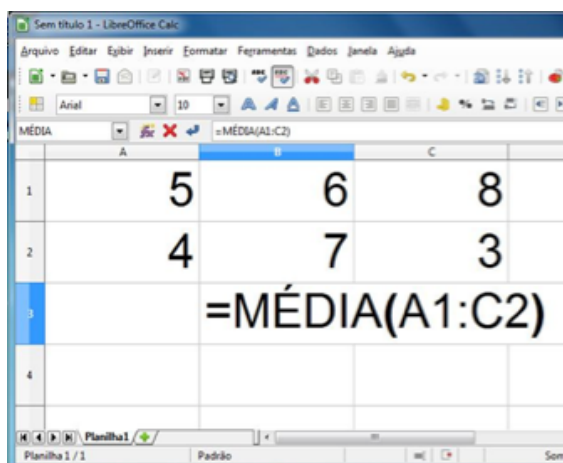 Sem título 1 - LibreOffice Calc
Arquivo Editar Exibir Inserir Formatar Ferramentas Dados Janela Ajuda
Arial 10
MÉDIA =MÉDIA(A1:C2)
A B C
1 5 6 8
2 4 7 3
3 =MÉDIA(A1:C2)
4
Planilha1
Planilha 1 / 1 Padrão Som